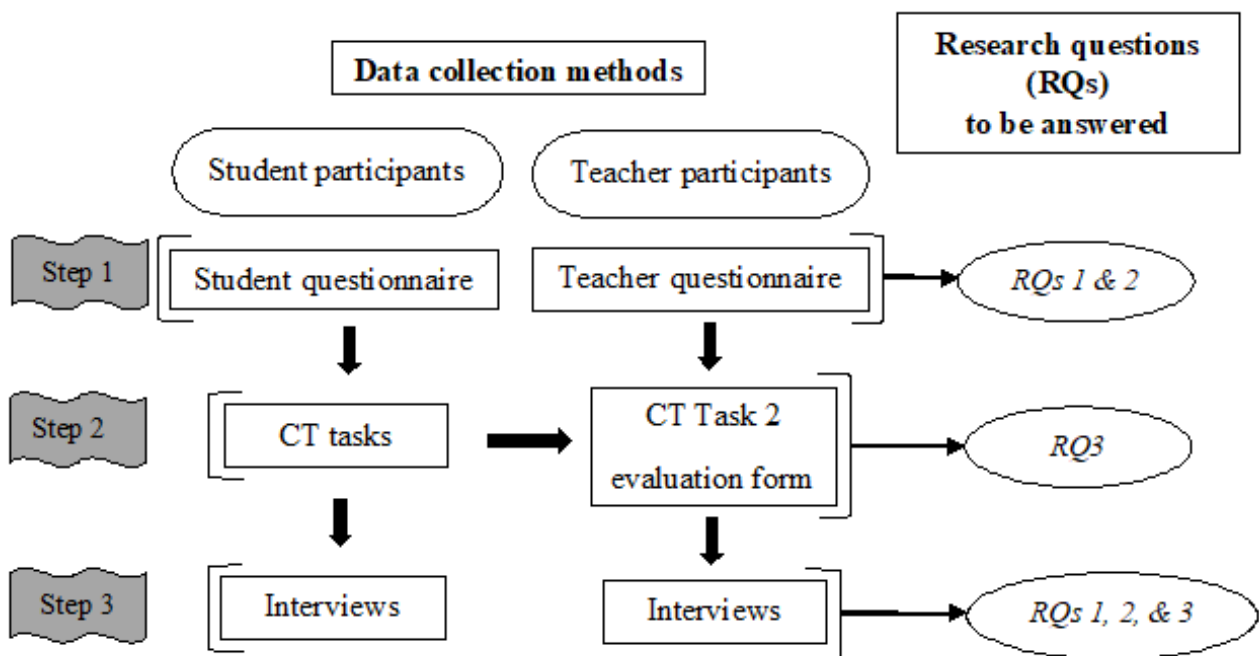 Data collection methods
Research questions
(RQs)
to be answered
Student participants
Teacher participants
Step 1
Student questionnaire
Teacher questionnaire
RQs 1 & 2
Step 2
CT tasks
CT Task 2
evaluation form
RQ3
Step 3
Interviews
Interviews
RQs 1, 2, & 3